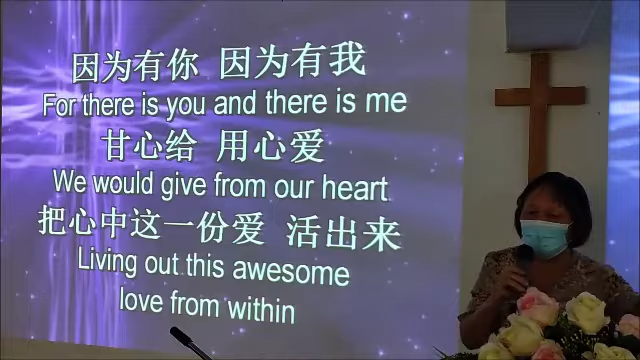 因为有你 因为有我
For there is you and there is me
甘心给 用心爱
We would give from our heart
把心中这一份爱 活出来
Living out this awesome
love from within